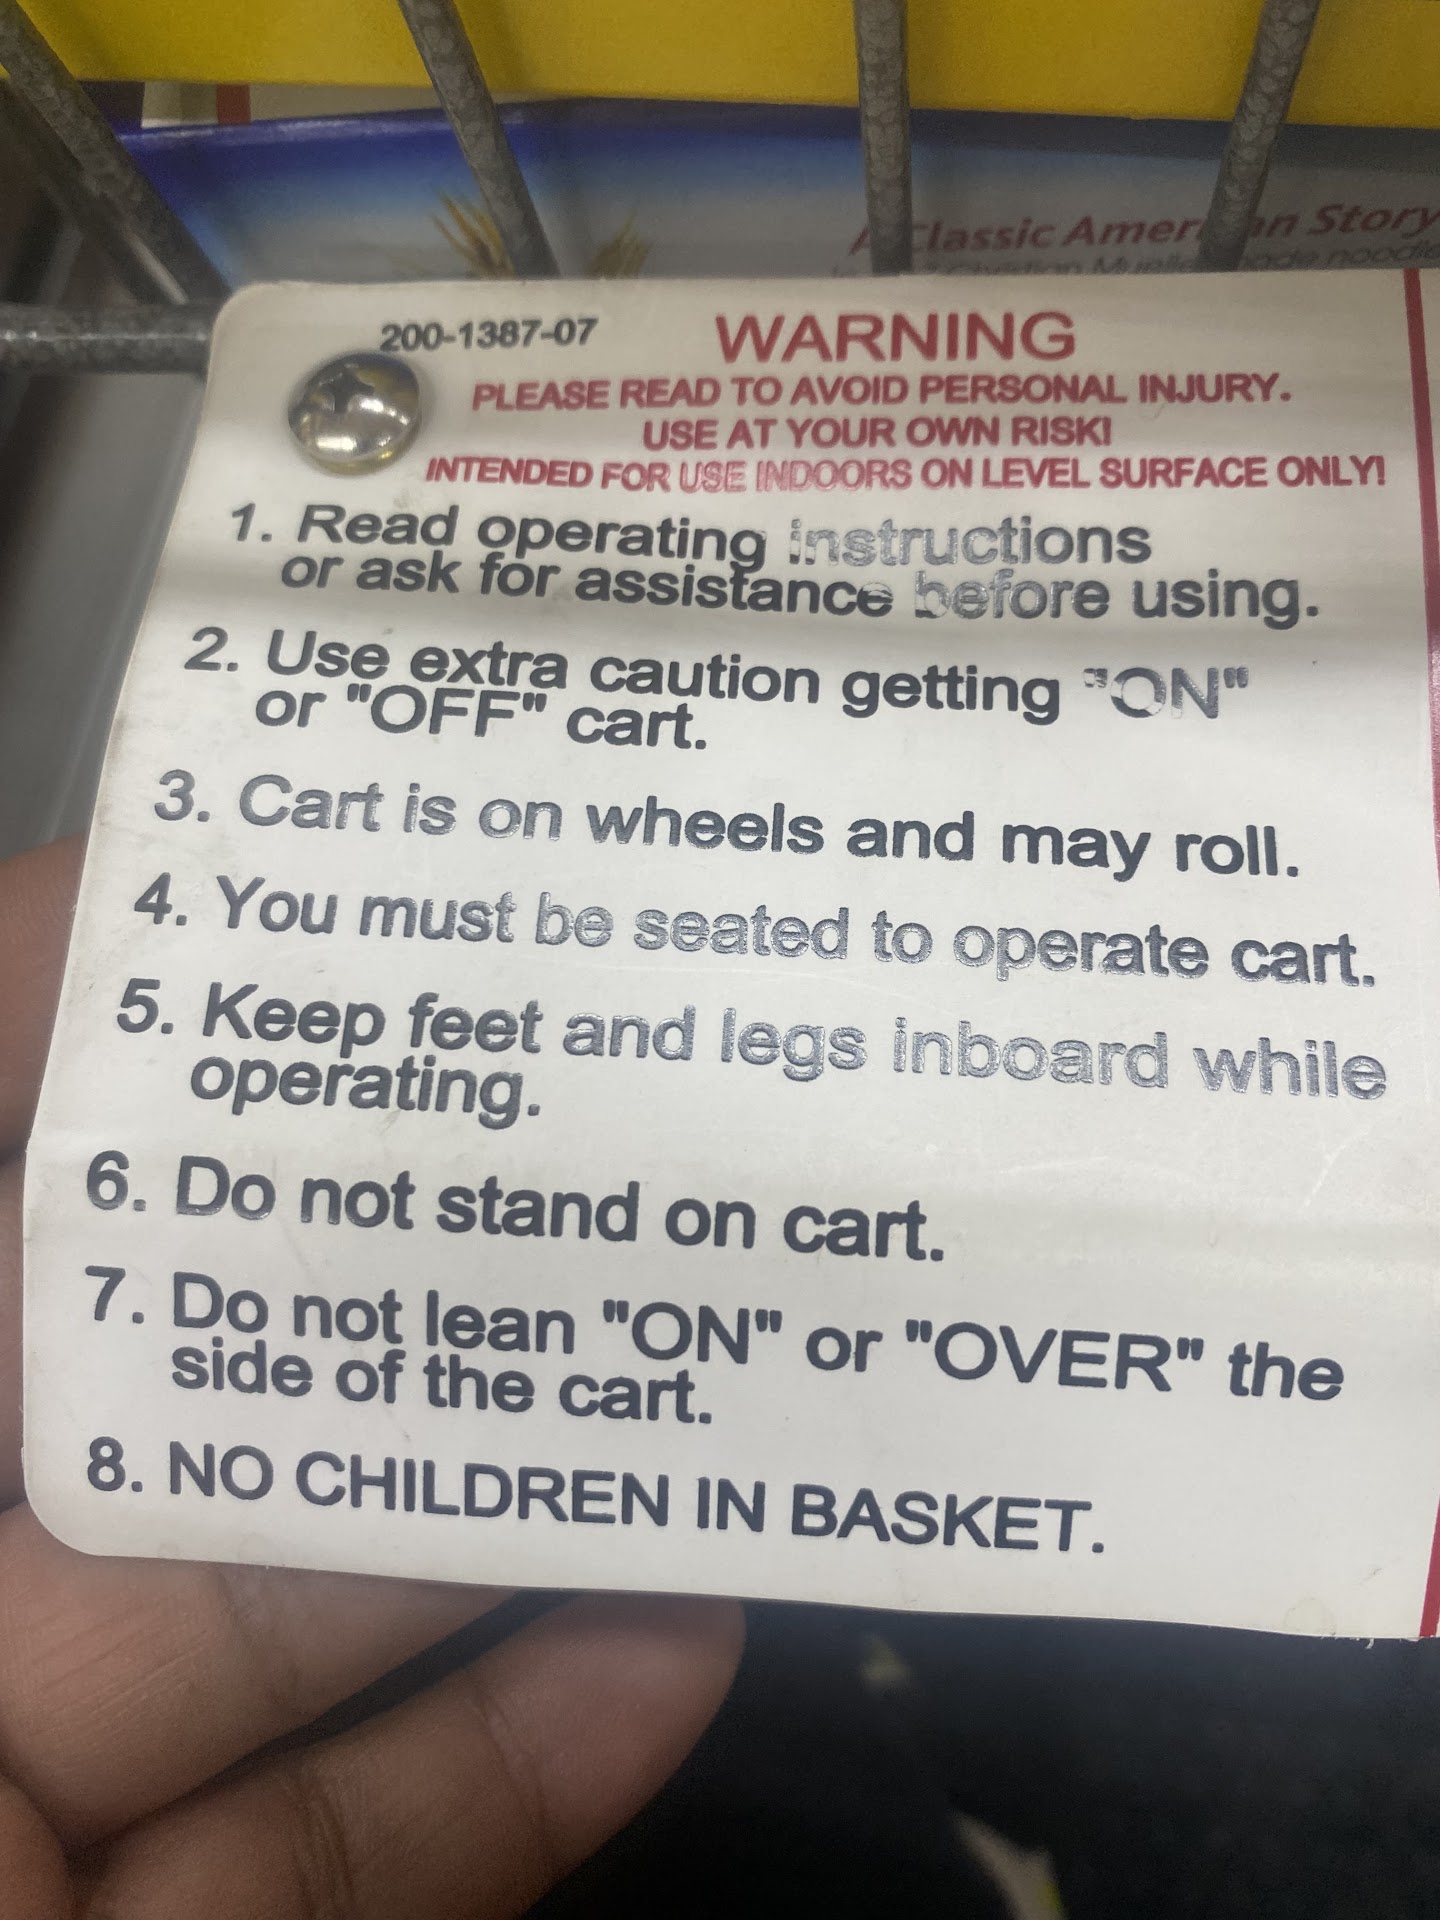 A Classic American Story
200-1387-07
WARNING
PLEASE READ TO AVOID PERSONAL INJURY.
USE AT YOUR OWN RISK!
INTENDED FOR USE INDOORS ON LEVEL SURFACE ONLY!
1. Read operating instructions
or ask for assistance before using.
2. Use extra caution getting "ON"
or "OFF" cart.
3. Cart is on wheels and may roll.
4. You must be seated to operate cart.
5. Keep feet and legs inboard while
operating.
6. Do not stand on cart.
7. Do not lean "ON" or "OVER" the
side of the cart.
8. NO CHILDREN IN BASKET.